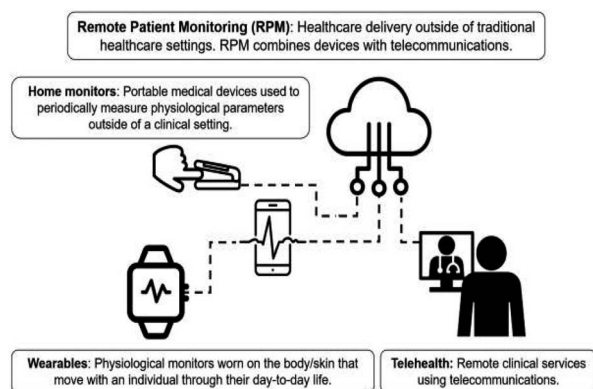 Remote Patient Monitoring (RPM): Healthcare delivery outside of traditional
healthcare settings. RPM combines devices with telecommunications.
Home monitors: Portable medical devices used to
periodically measure physiological parameters
outside of a clinical setting.
Wearables: Physiological monitors worn on the body/skin that
move with an individual through their day-to-day life.
Telehealth: Remote clinical services
using telecommunications.